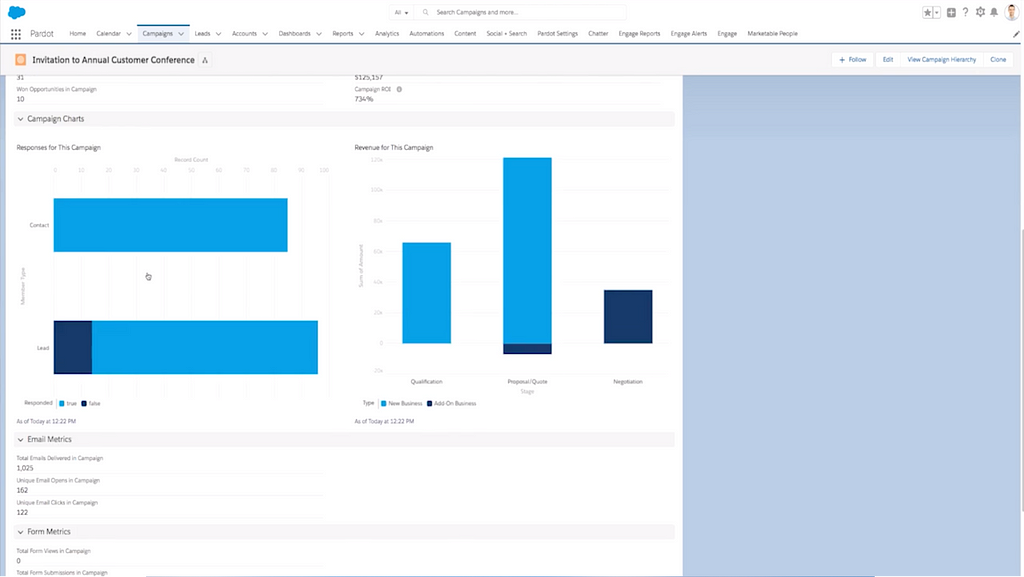 All
Search Campaigns and more...
Pardot
Home
Calendar
Campaigns
Leads
Accounts
Dashboards
Reports
Analytics
Automations
Content
Social + Search
Pardot Settings
Chatter
Engage Reports
Engage Alerts
Engage
Marketable People
Invitation to Annual Customer Conference
+ Follow
Edit
View Campaign Hierarchy
Clone
31
$125,157
Won Opportunities in Campaign
10
Campaign ROI
734%
Campaign Charts
Responses for This Campaign
Record Count
0 10 20 30 40 50 60 70 80 90 100
Member Type
Contact
Lead
Responded true false
As of Today at 12:22 PM
Revenue for This Campaign
Sum of Amount
120k
100k
80k
60k
40k
20k
0
20k
Qualification
Proposal/Quote
Negotiation
Stage
Type New Business Add-On Business
As of Today at 12:22 PM
Email Metrics
Total Emails Delivered in Campaign
1,025
Unique Email Opens in Campaign
162
Unique Email Clicks in Campaign
122
Form Metrics
Total Form Views in Campaign
0
Total Form Submissions in Campaign